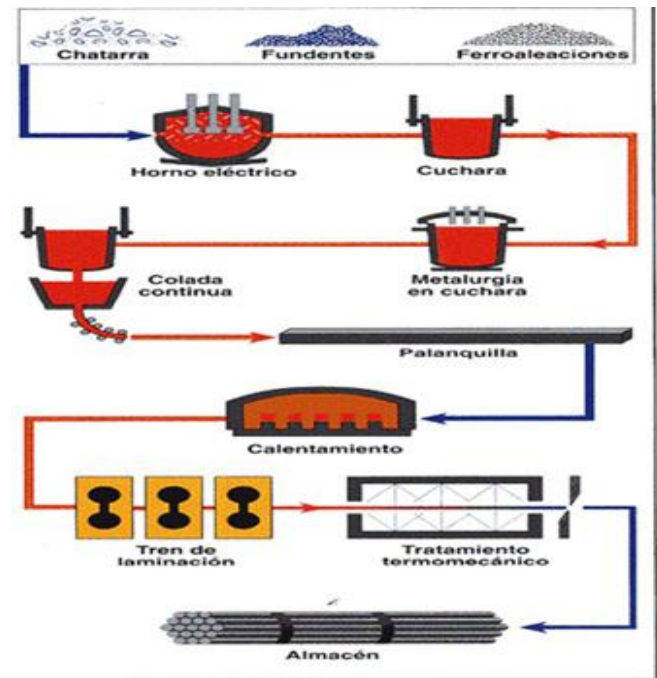 Chatarra
Fundentes
Ferroaleaciones
Horno eléctrico
Cuchara
Colada
continua
Metalurgia
en cuchara
Palanquilla
Calentamiento
Tren de
laminación
Tratamiento
termomecánico
Almacén